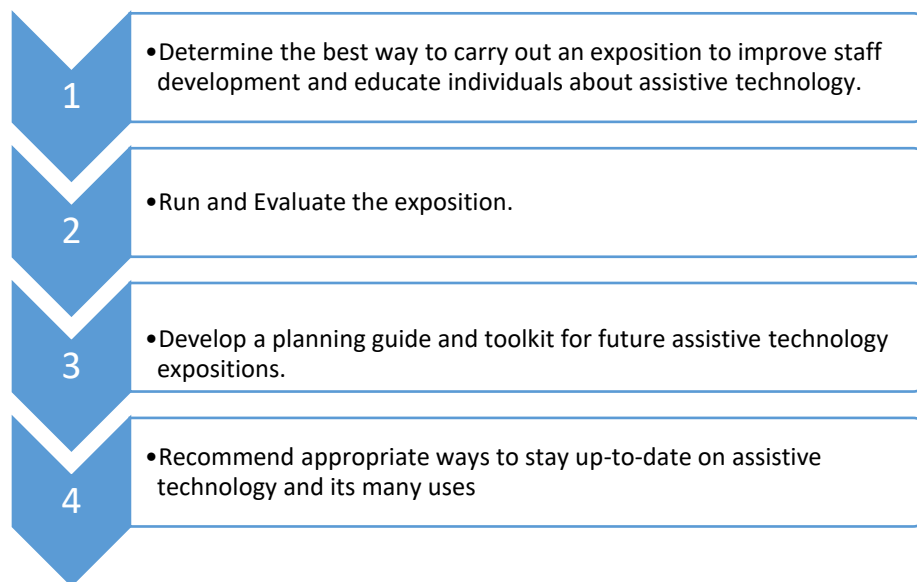 1
•Determine the best way to carry out an exposition to improve staff
development and educate individuals about assistive technology.
2
•Run and Evaluate the exposition.
3
•Develop a planning guide and toolkit for future assistive technology
expositions.
4
•Recommend appropriate ways to stay up-to-date on assistive
technology and its many uses